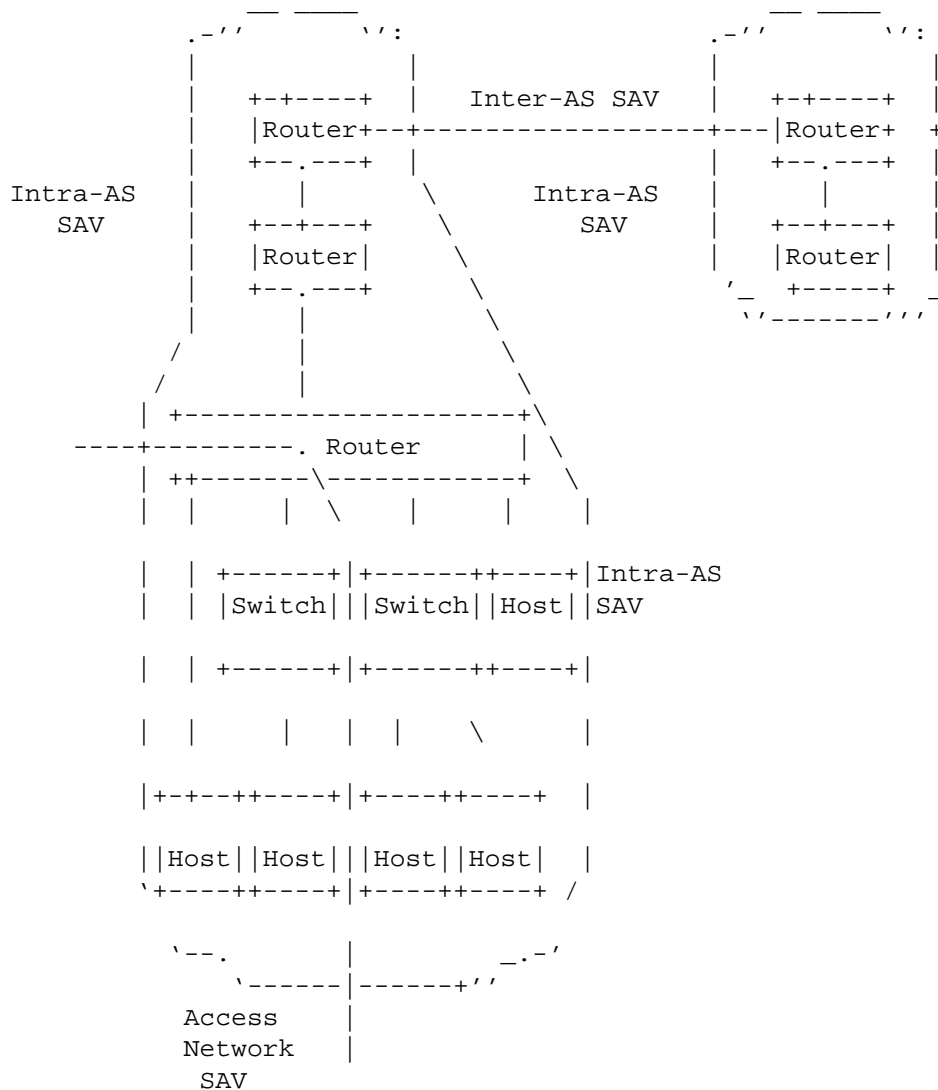 Inter-AS SAV
Router Router
Intra-AS Intra-AS
SAV SAV
Router Router
Router
Intra-AS
Switch Switch Host SAV
Host Host Host Host
Access
Network
SAV